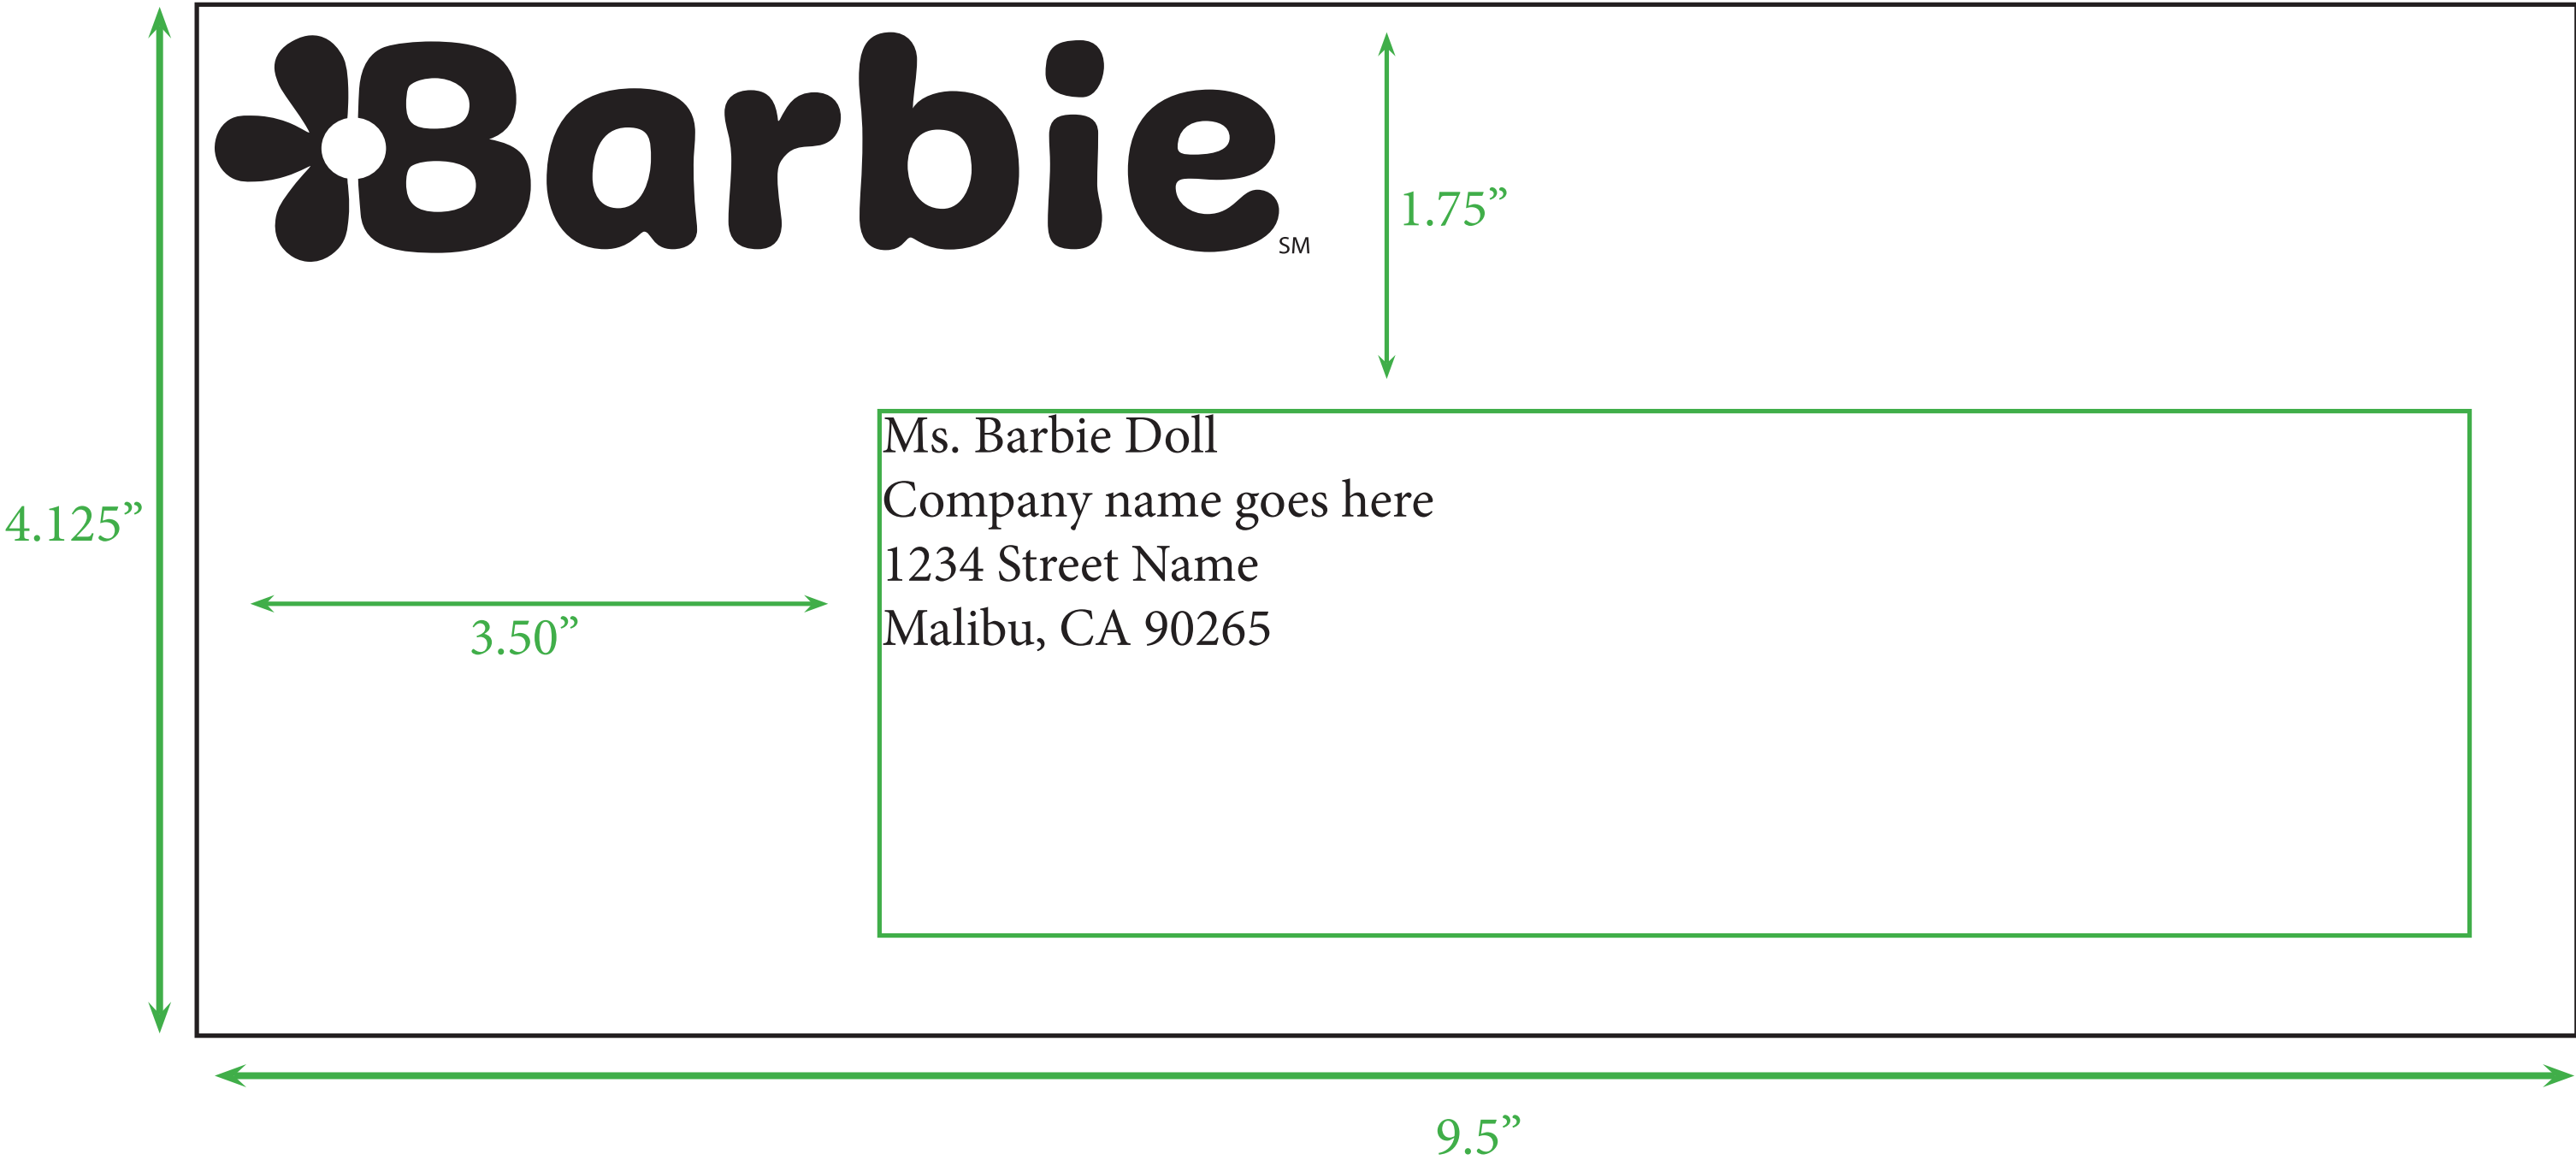 Barbie SM
1.75”
Ms. Barbie Doll
Company name goes here
1234 Street Name
Malibu, CA 90265
4.125”
3.50”
9.5”